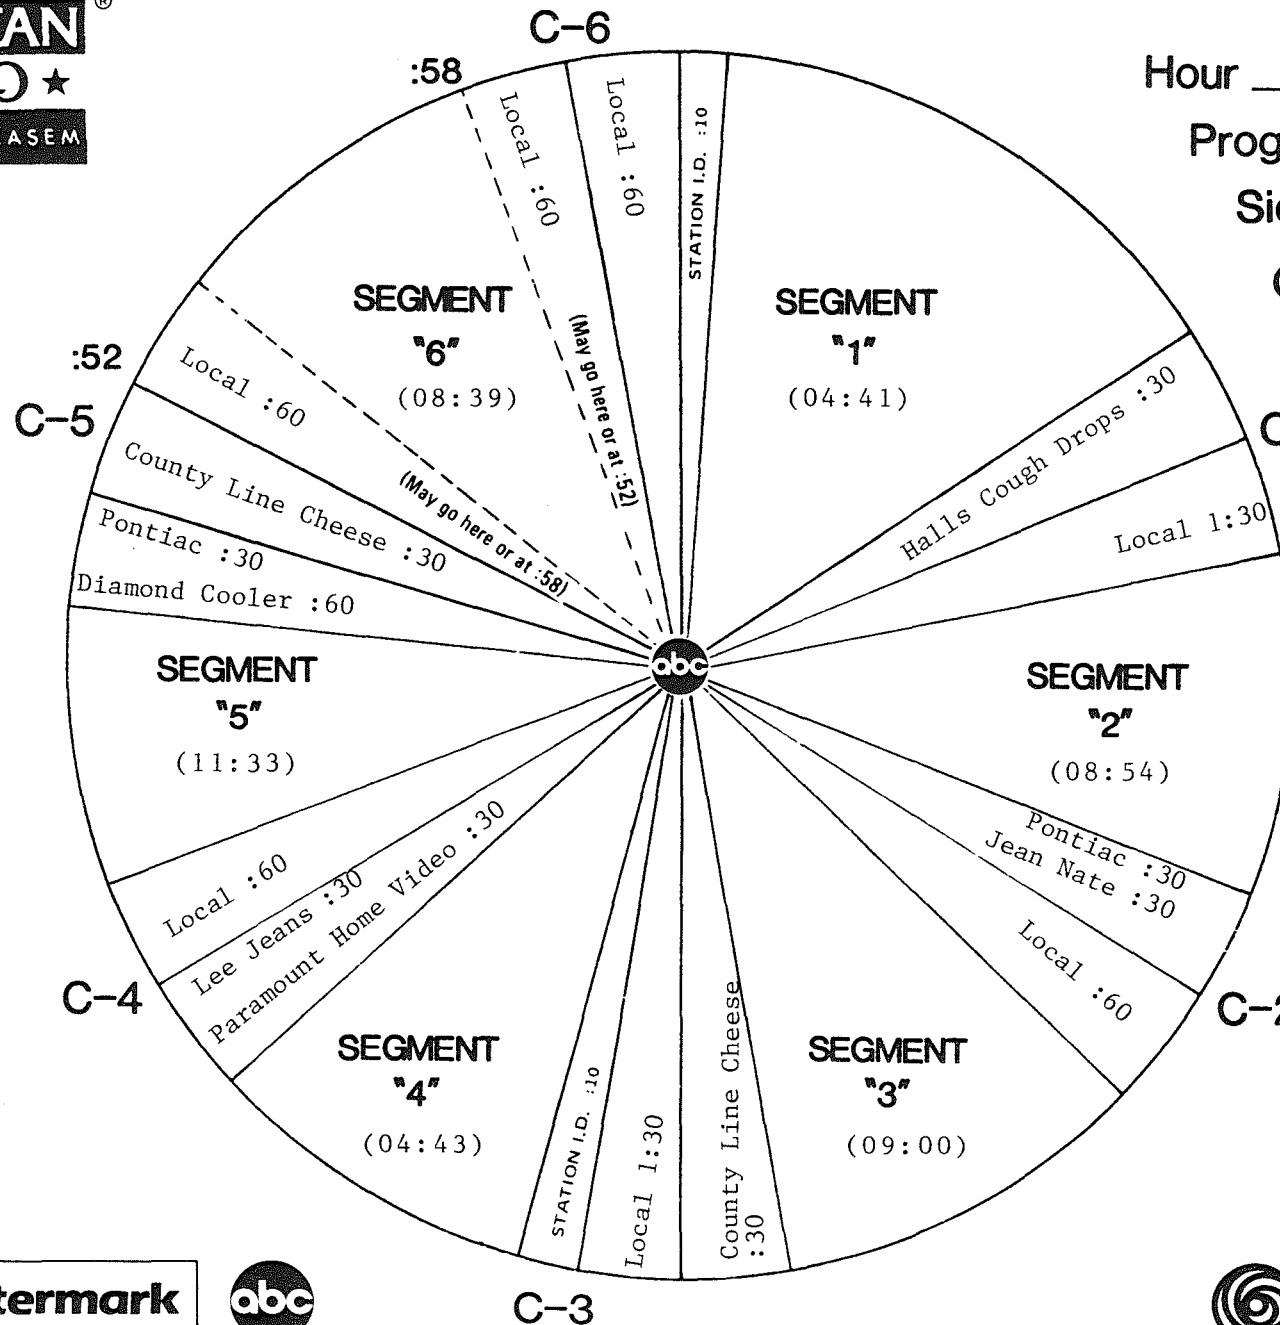 ®
C-6
:58
Hour
ASEM
Local :60
Local :60
STATION I.D. :10
SEGMENT
"1"
(04:41)
Halls Cough Drops :30
Local 1:30
SEGMENT
"2"
(08:54)
Pontiac :30
Jean Nate :30
C-2
Local :60
SEGMENT
"3"
(09:00)
County Line Cheese
:30
C-3
Local 1:30
STATION I.D. :10
SEGMENT
"4"
(04:43)
Paramount Home Video :30
Lee Jeans :30
C-4
Local :60
SEGMENT
"5"
(11:33)
Diamond Cooler :60
Pontiac :30
County Line Cheese :30
C-5
:52
Local :60
(May go here or at :58)
SEGMENT
"6"
(08:39)
(May go here or at :52)
abc
termark
abc